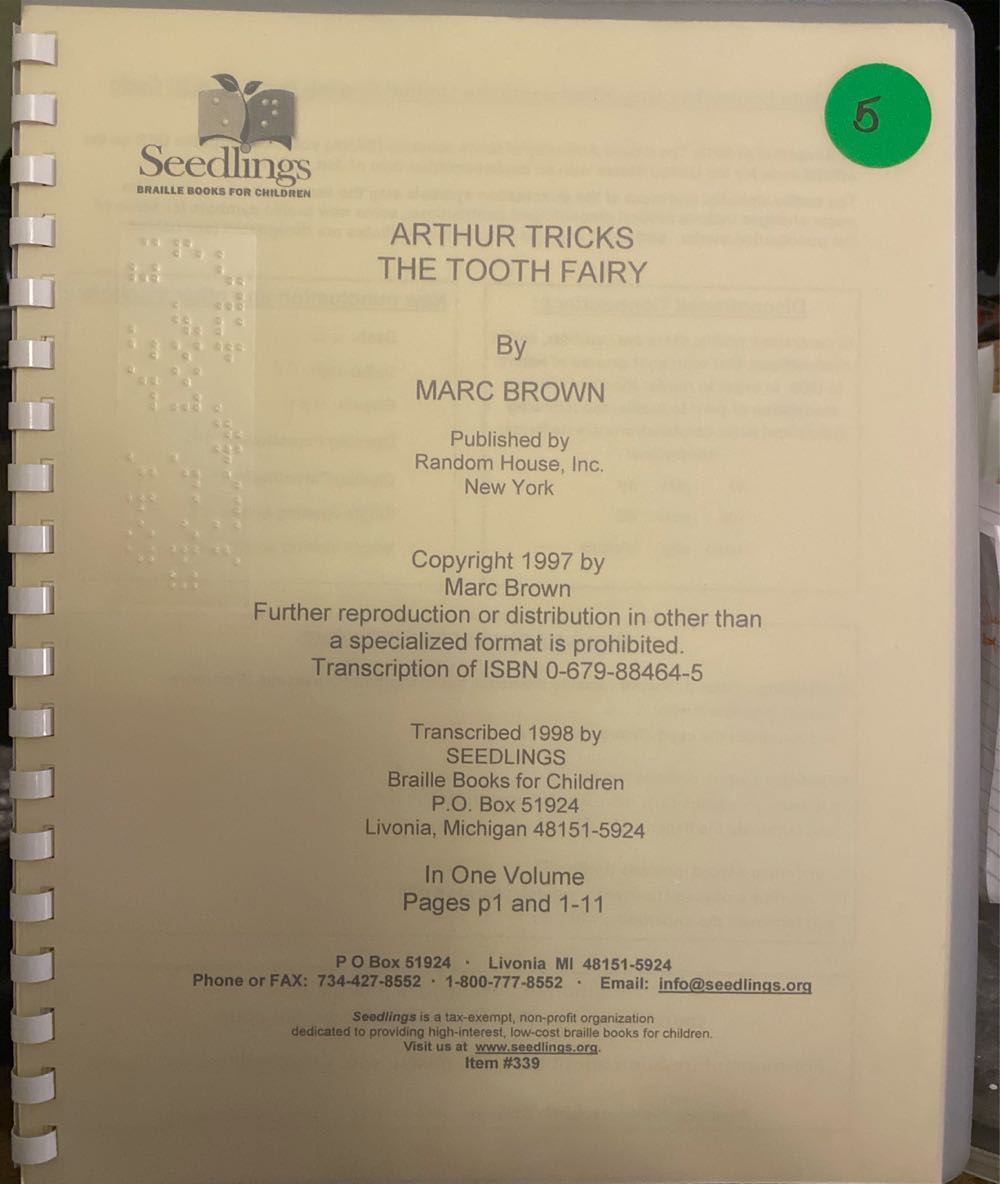 5
Seedlings
BRAILLE BOOKS FOR CHILDREN
ARTHUR TRICKS
THE TOOTH FAIRY
By
MARC BROWN
Published by
Random House, Inc.
New York
Copyright 1997 by
Marc Brown
Further reproduction or distribution in other than
a specialized format is prohibited.
Transcription of ISBN 0-679-88464-5
Transcribed 1998 by
SEEDLINGS
Braille Books for Children
P.O. Box 51924
Livonia, Michigan 48151-5924
In One Volume
Pages p1 and 1-11
P O Box 51924 · Livonia MI 48151-5924
Phone or FAX: 734-427-8552 · 1-800-777-8552 · Email: info@seedlings.org
Seedlings is a tax-exempt, non-profit organization
dedicated to providing high-interest, low-cost braille books for children.
Visit us at www.seedlings.org.
Item #339